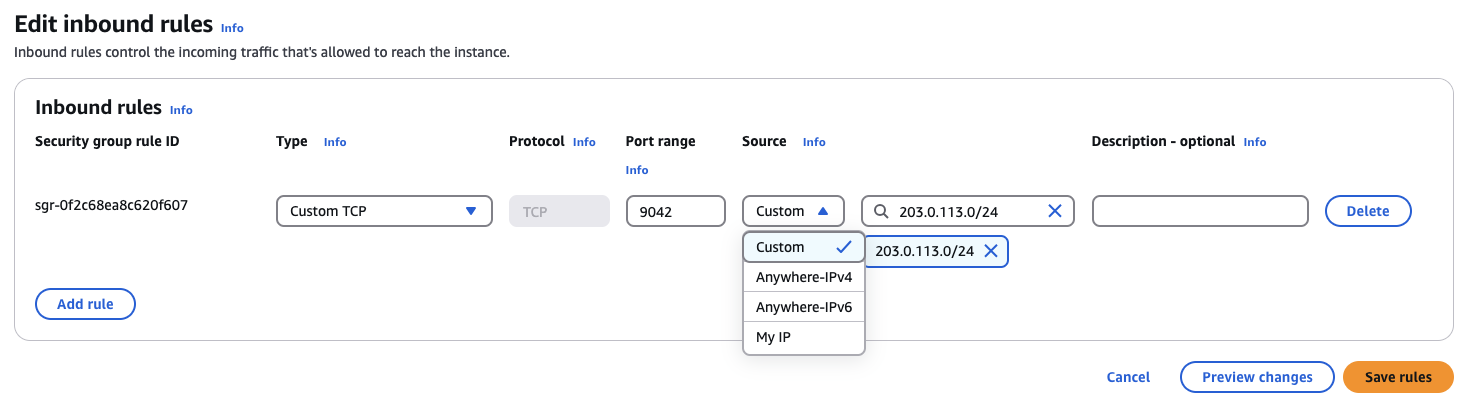 Edit inbound rules Info
Inbound rules control the incoming traffic that's allowed to reach the instance.
Inbound rules Info
Security group rule ID Type Info Protocol Info Port range Source Info Description - optional Info
Info
sgr-0f2c68ea8c620f607 Custom TCP TCP 9042 Custom 203.0.113.0/24 Delete
Custom 203.0.113.0/24
Anywhere-IPv4
Anywhere-IPv6
Add rule
My IP
Cancel Preview changes Save rules